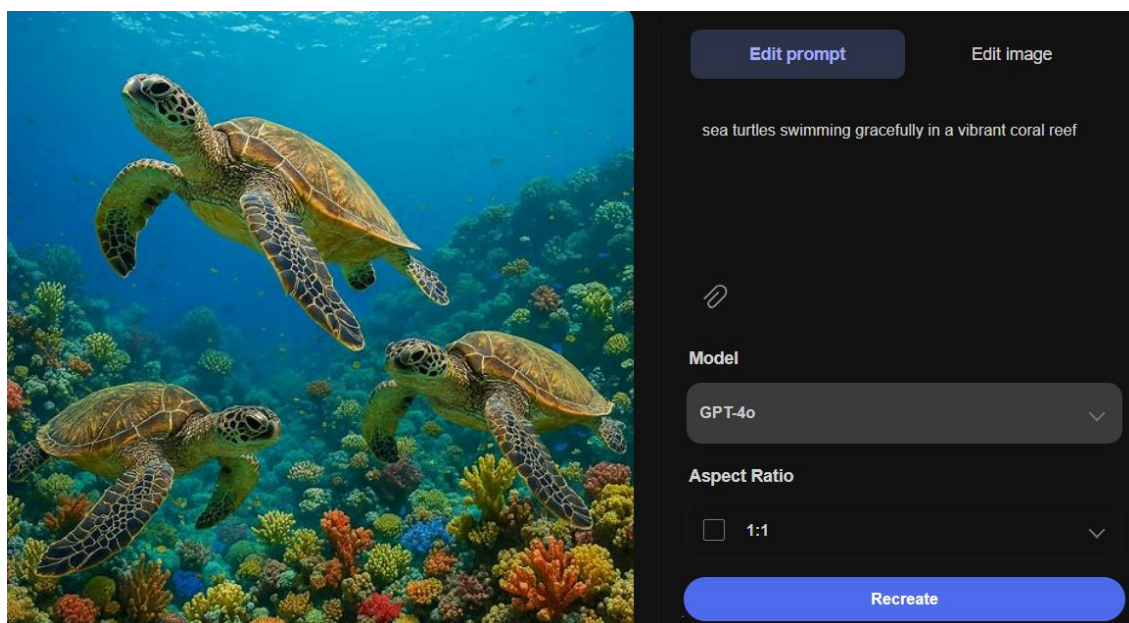 Edit prompt
Edit image
sea turtles swimming gracefully in a vibrant coral reef
Model
GPT-4o
Aspect Ratio
1:1
Recreate